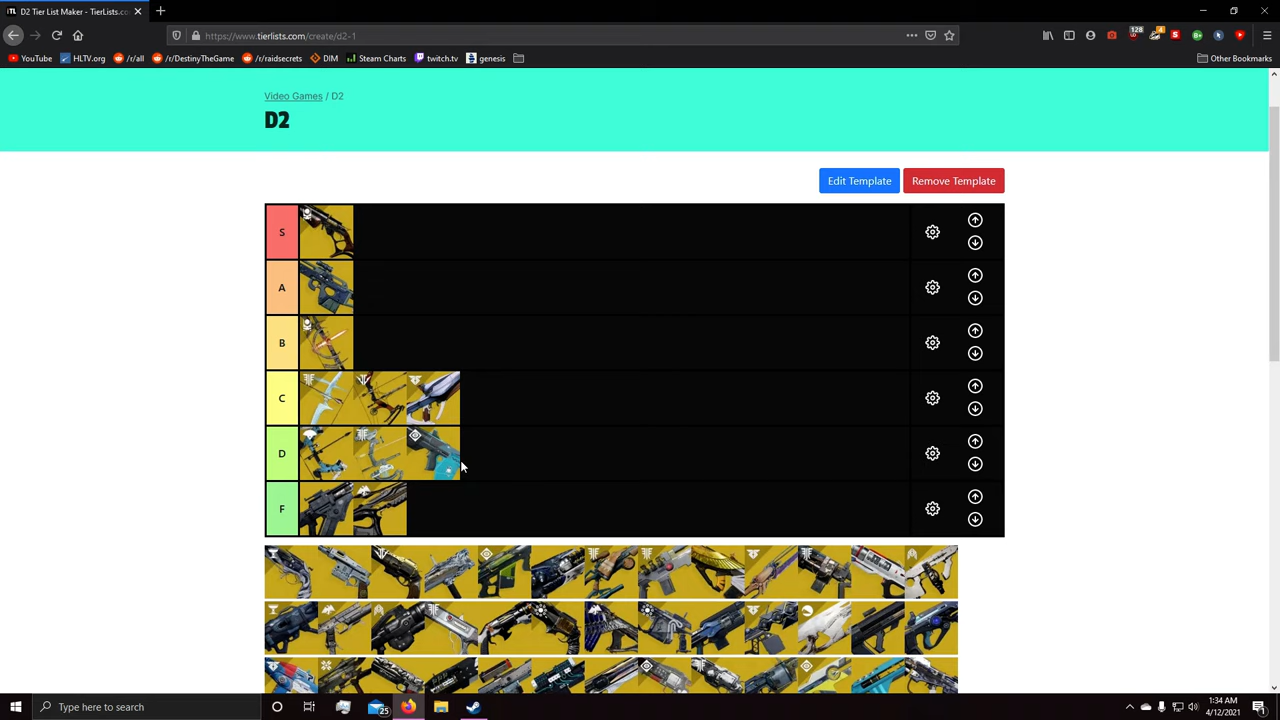 D2 Tier List Maker - TierLists.co
https://www.tierlists.com/create/d2-1
128
4
YouTube
HLTV.org
/r/all
/r/DestinyTheGame
/r/raidsecrets
DIM
Steam Charts
twitch.tv
genesis
Other Bookmarks
Video Games / D2
D2
Edit Template
Remove Template
S
A
B
C
D
F
Type here to search
25
1:34 AM
4/12/2021
1